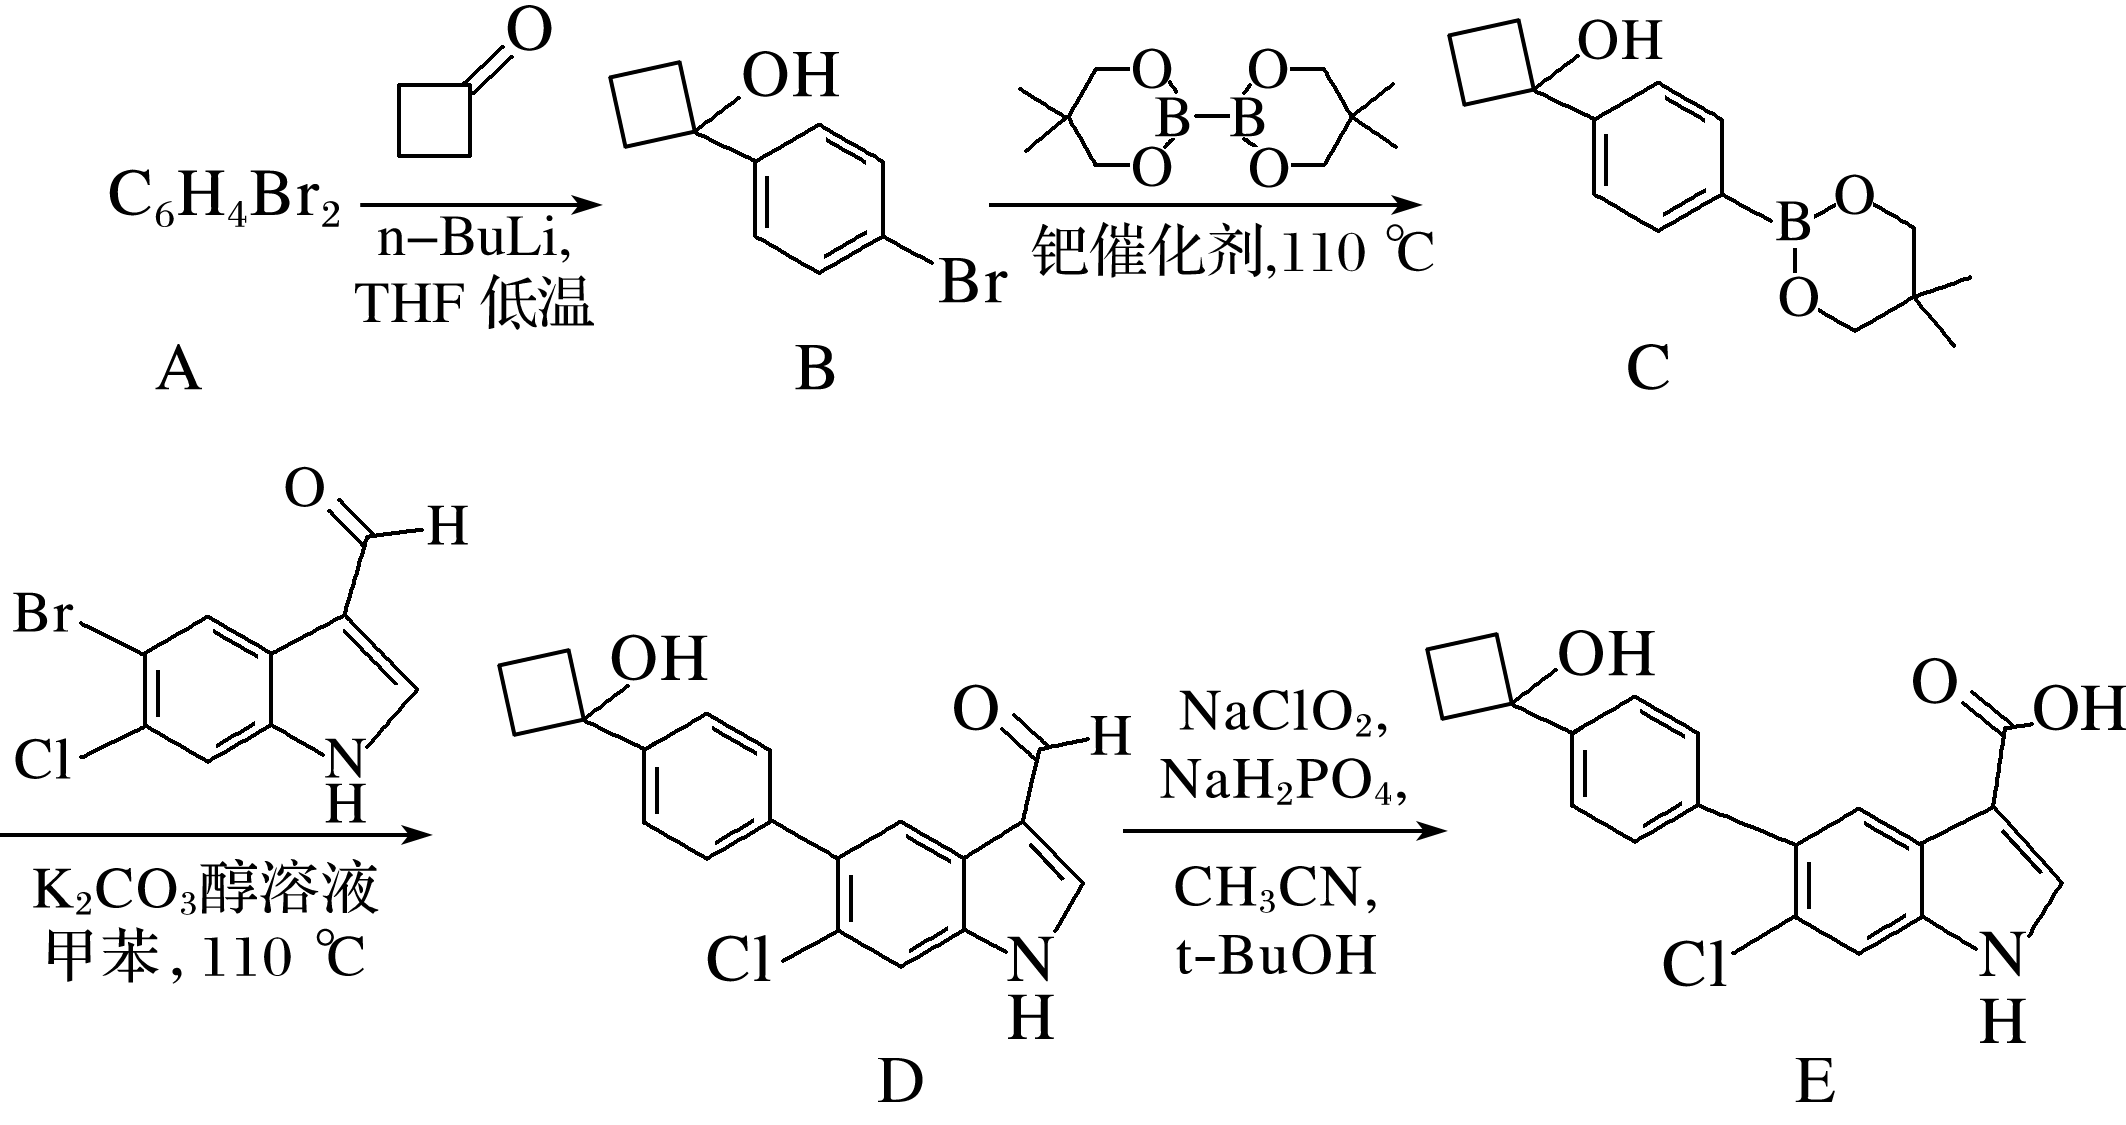 O
C₆H₄Br₂
n-BuLi,
THF 低温
A
OH
Br
B
O O
B B
O O
钯催化剂,110 ℃
OH
B O
O
C
O
H
Br
Cl
N
H
K₂CO₃醇溶液
甲苯, 110 ℃
OH
O
H
Cl
N
H
D
NaClO₂,
NaH₂PO₄,
CH₃CN,
t-BuOH
OH
O
OH
Cl
N
H
E